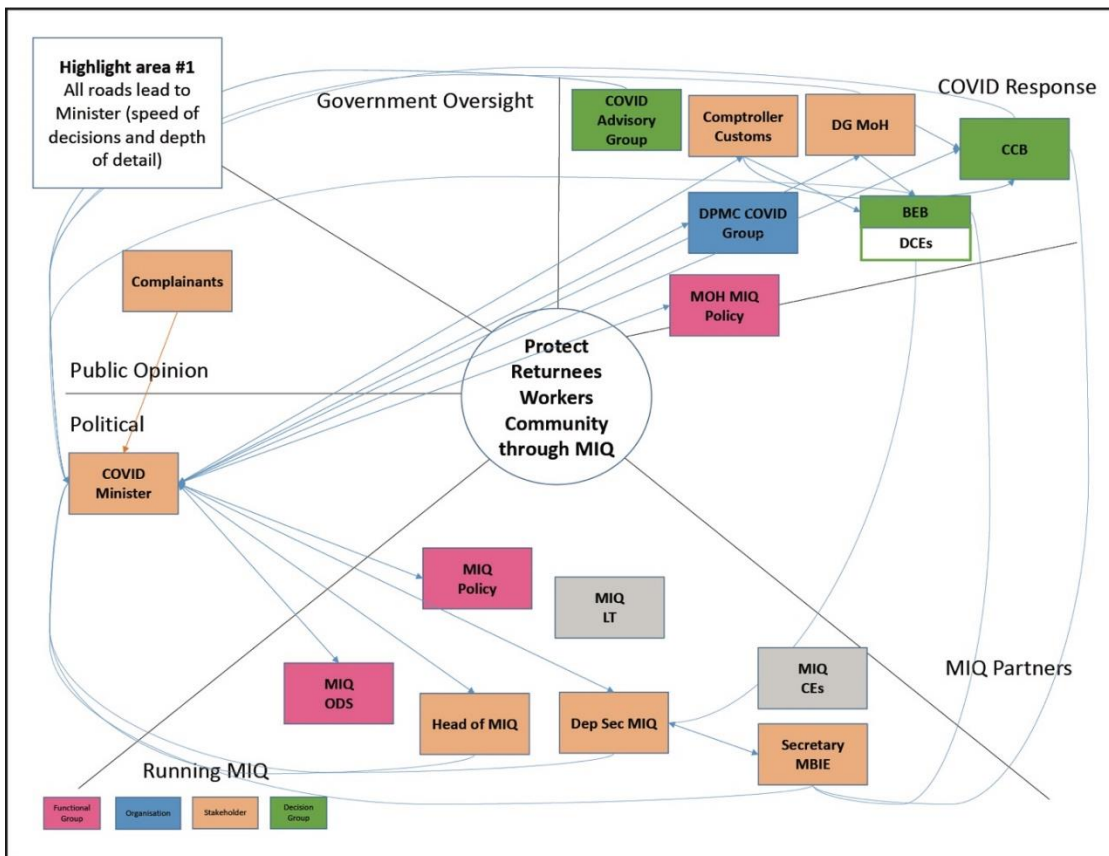 Highlight area #1
All roads lead to
Minister (speed of
decisions and depth
of detail)
Government Oversight
COVID
Advisory
Group
Comptroller
Customs
DG MoH
COVID Response
CCB
DPMC COVID
Group
BEB
DCEs
Complainants
MOH MIQ
Policy
Public Opinion
Protect
Returnees
Workers
Community
through MIQ
Political
COVID
Minister
MIQ
Policy
MIQ
LT
MIQ
ODS
Head of MIQ
Dep Sec MIQ
MIQ
CEs
MIQ Partners
Secretary
MBIE
Running MIQ
Functional
Group
Organisation
Stakeholder
Decision
Group